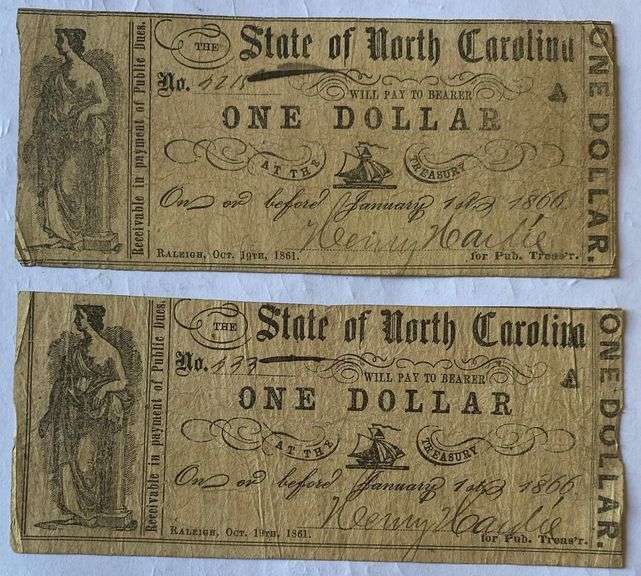 Receivable in payment of Public Dues.
THE State of North Carolina
No. 4218
WILL PAY TO BEARER
A
ONE DOLLAR
AT THE TREASURY
On or before January 1st, 1866
RALEIGH, OCT. 19TH, 1861.
for Pub. Treas'r.
ONE DOLLAR.
Receivable in payment of Public Dues.
THE State of North Carolina
No.
WILL PAY TO BEARER
A
ONE DOLLAR
AT THE TREASURY
On or before January 1st, 1866
RALEIGH, OCT. 19TH, 1861.
for Pub. Treas'r.
ONE DOLLAR.